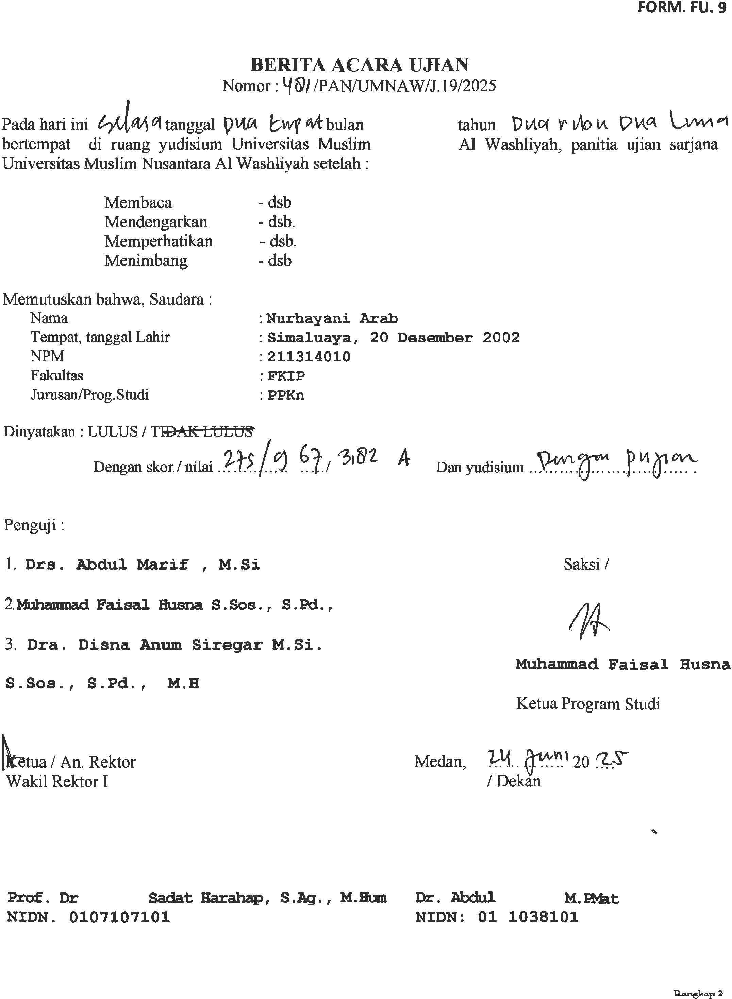 FORM. FU. 9
BERITA ACARA UJIAN
Nomor : 481 /PAN/UMNAW/J.19/2025
Pada hari ini Selasa tanggal Dua Empat bulan tahun Dua ribu Dua Lima
bertempat di ruang yudisium Universitas Muslim Al Washliyah, panitia ujian sarjana
Universitas Muslim Nusantara Al Washliyah setelah :
Membaca - dsb
Mendengarkan - dsb.
Memperhatikan - dsb.
Menimbang - dsb
Memutuskan bahwa, Saudara :
Nama : Nurhayani Arab
Tempat, tanggal Lahir : Simaluaya, 20 Desember 2002
NPM : 211314010
Fakultas : FKIP
Jurusan/Prog.Studi : PPKn
Dinyatakan : LULUS / TIDAK LULUS
Dengan skor / nilai 275/9 67, 3,82 A Dan yudisium Dengan pujian
Penguji :
1. Drs. Abdul Marif , M.Si Saksi /
2.Muhammad Faisal Husna S.Sos., S.Pd.,
3. Dra. Disna Anum Siregar M.Si.
Muhammad Faisal Husna
S.Sos., S.Pd., M.H
Ketua Program Studi
Ketua / An. Rektor Medan, 24 Juni 2025
Wakil Rektor I / Dekan
Prof. Dr Sadat Harahap, S.Ag., M.Hum Dr. Abdul M.PMat
NIDN. 0107107101 NIDN: 01 1038101
Rangkap 2